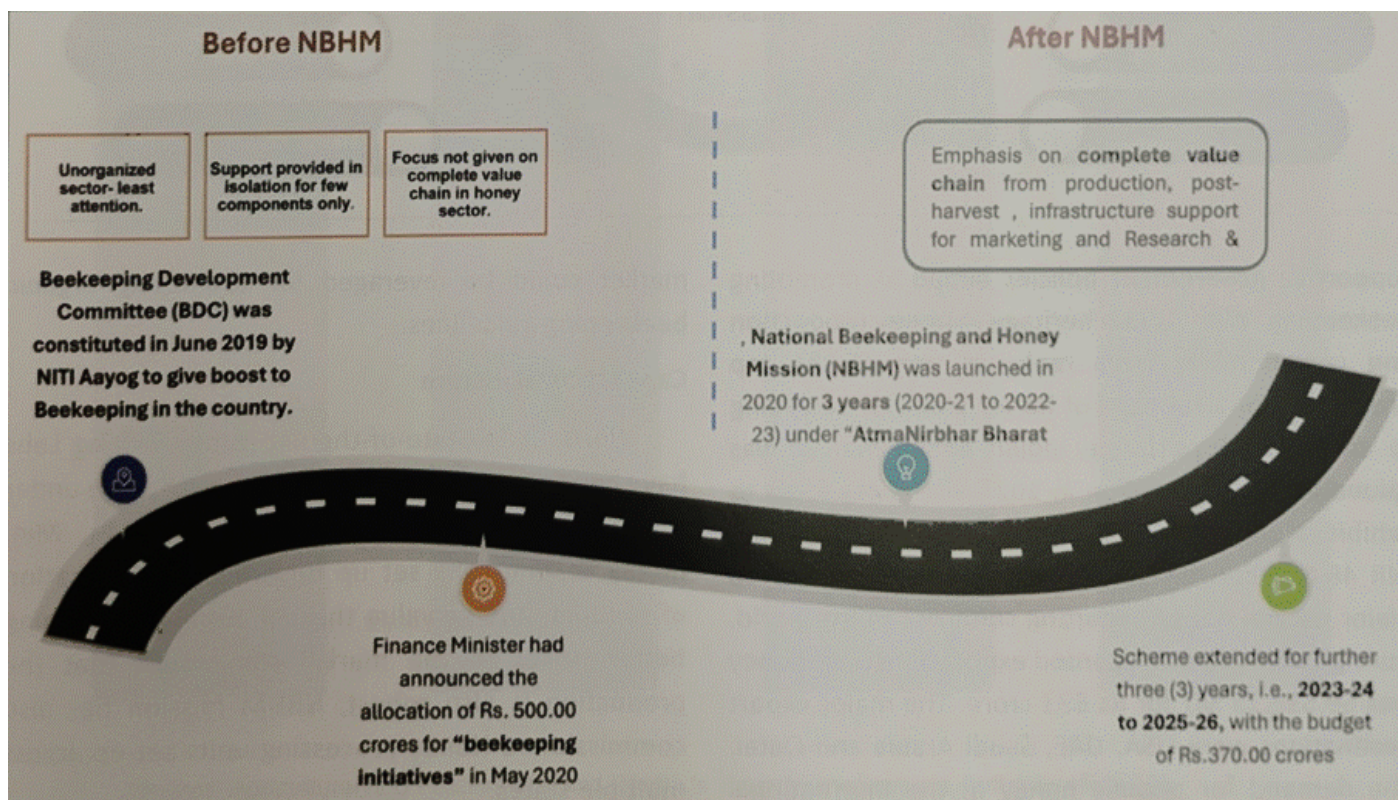 Before NBHM
Unorganized
sector- least
attention.
Support provided in
isolation for few
components only.
Focus not given on
complete value
chain in honey
sector.
Beekeeping Development
Committee (BDC) was
constituted in June 2019 by
NITI Aayog to give boost to
Beekeeping in the country.
Finance Minister had
announced the
allocation of Rs. 500.00
crores for “beekeeping
initiatives” in May 2020
After NBHM
Emphasis on complete value
chain from production, post-
harvest , infrastructure support
for marketing and Research &
, National Beekeeping and Honey
Mission (NBHM) was launched in
2020 for 3 years (2020-21 to 2022-
23) under “AtmaNirbhar Bharat
Scheme extended for further
three (3) years, i.e., 2023-24
to 2025-26, with the budget
of Rs.370.00 crores